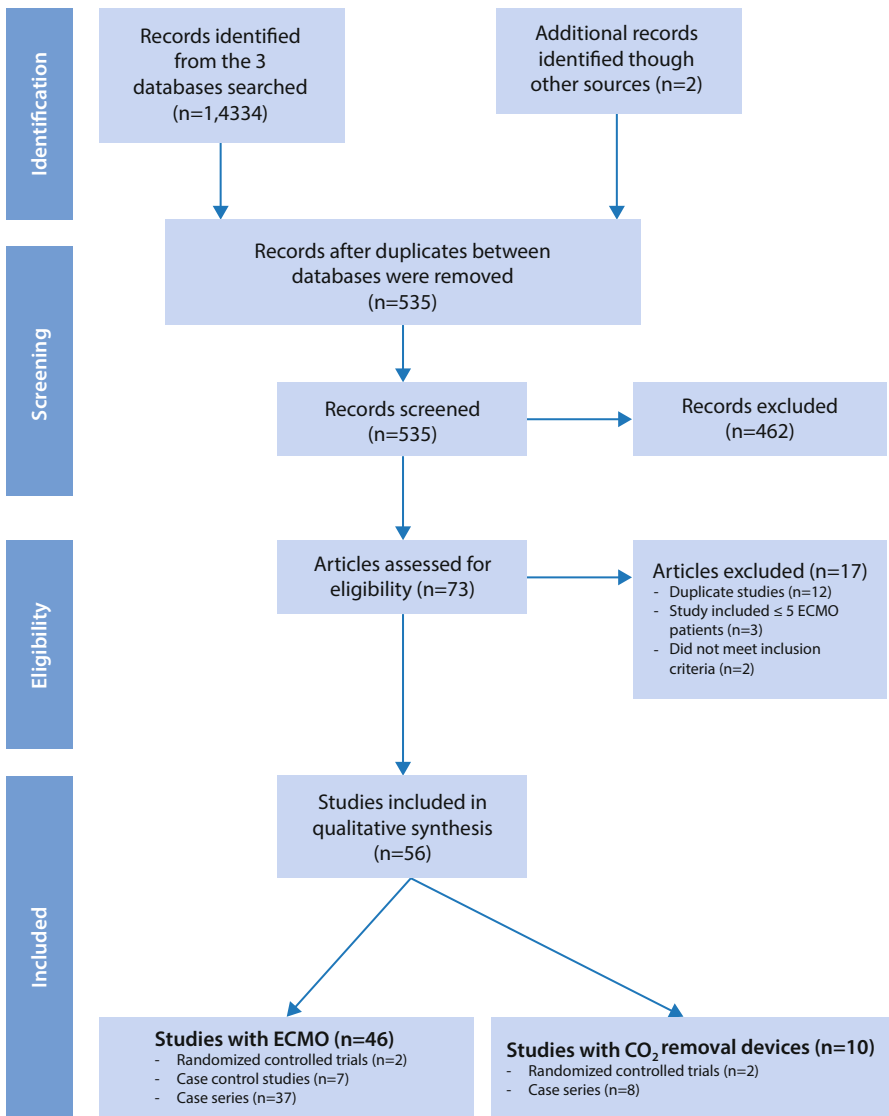 Identification
Records identified
from the 3
databases searched
(n=1,4334)
Additional records
identified though
other sources (n=2)
Screening
Records after duplicates between
databases were removed
(n=535)
Records screened
(n=535)
Records excluded
(n=462)
Eligibility
Articles assessed for
eligibility (n=73)
Articles excluded (n=17)
- Duplicate studies (n=12)
- Study included ≤ 5 ECMO
patients (n=3)
- Did not meet inclusion
criteria (n=2)
Included
Studies included in
qualitative synthesis
(n=56)
Studies with ECMO (n=46)
- Randomized controlled trials (n=2)
- Case control studies (n=7)
- Case series (n=37)
Studies with CO₂ removal devices (n=10)
- Randomized controlled trials (n=2)
- Case series (n=8)